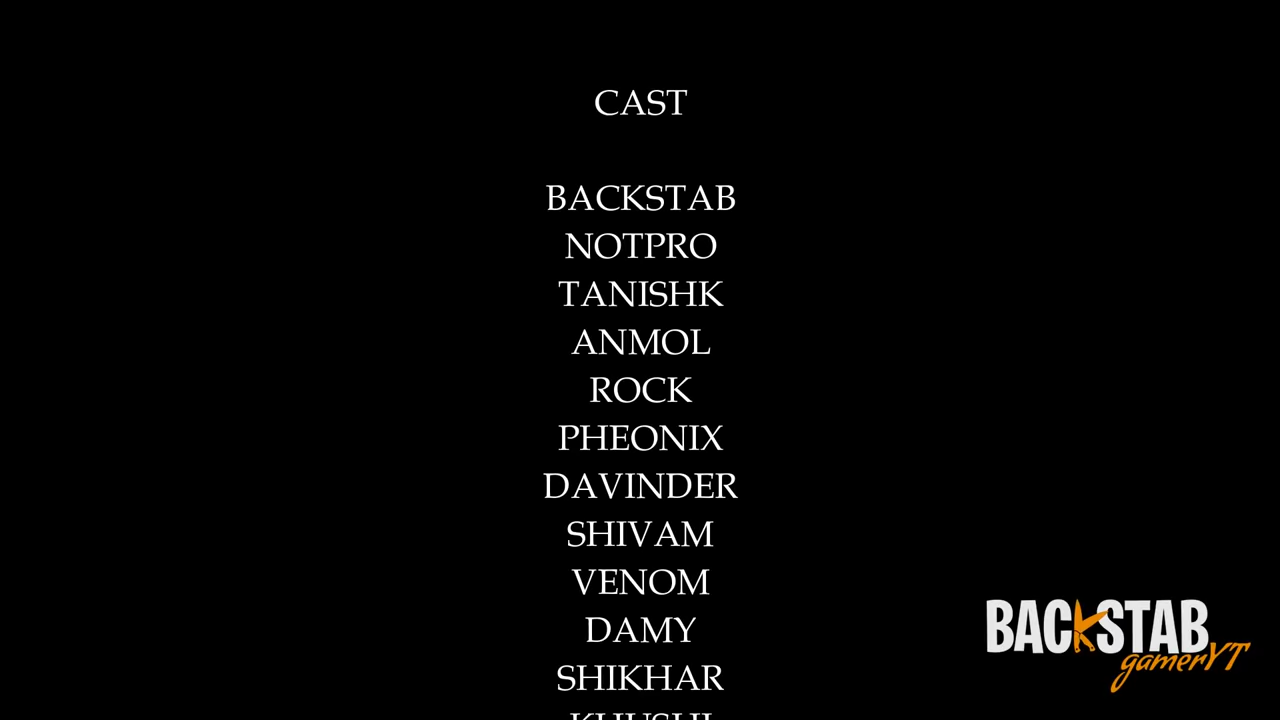 CAST
BACKSTAB
NOTPRO
TANISHK
ANMOL
ROCK
PHEONIX
DAVINDER
SHIVAM
VENOM
DAMY
SHIKHAR
BACKSTAB
gamerYT